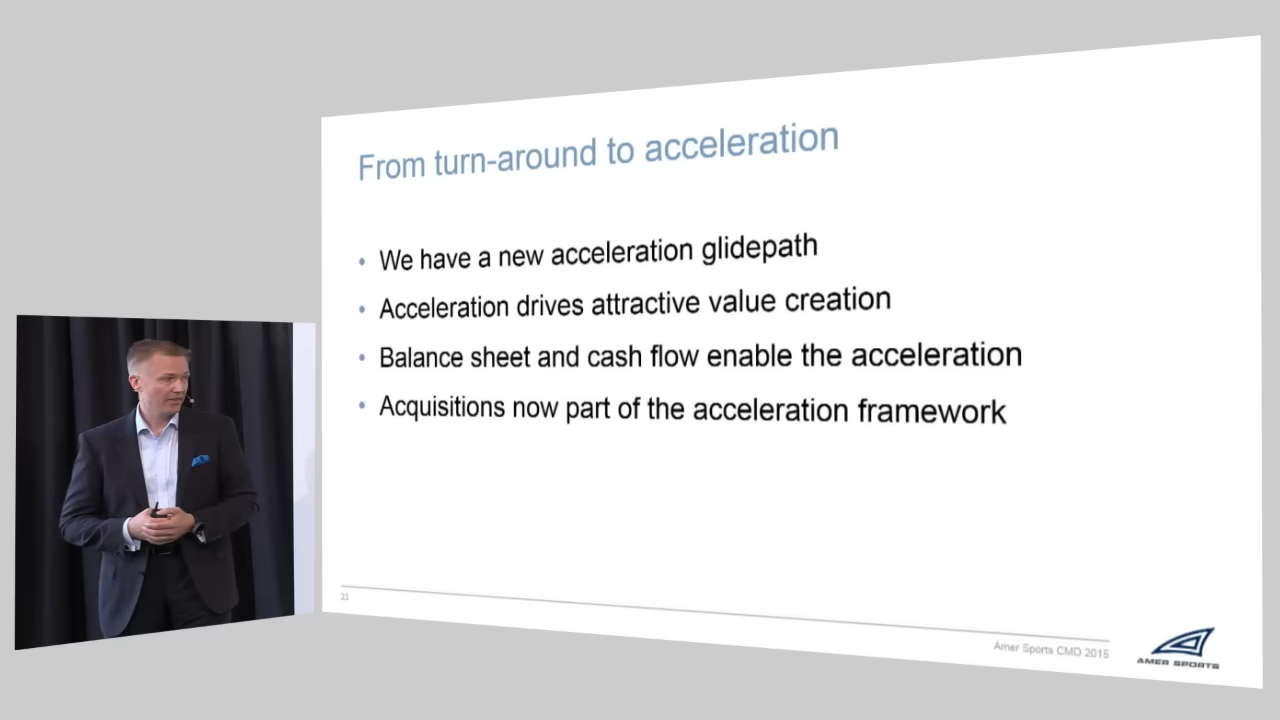 From turn-around to acceleration
• We have a new acceleration glidepath
• Acceleration drives attractive value creation
• Balance sheet and cash flow enable the acceleration
• Acquisitions now part of the acceleration framework
23
Amer Sports CMD 2015
AMER SPORTS